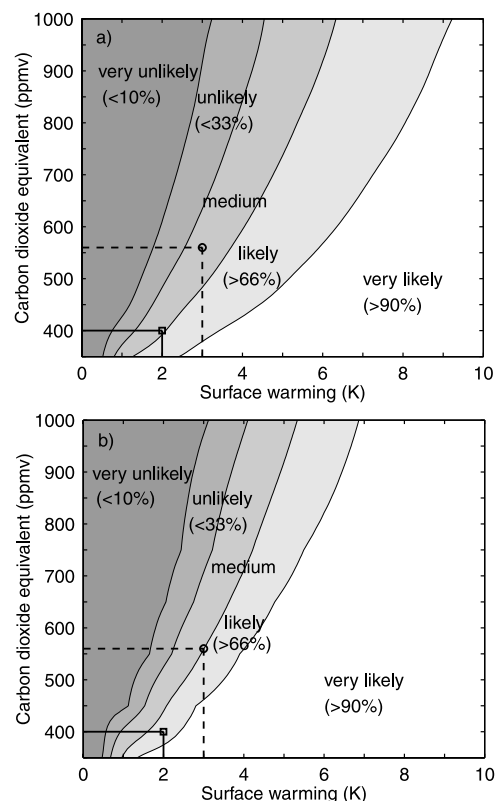 a)
1000
900
800
700
600
500
400
Carbon dioxide equivalent (ppmv)
very unlikely
(<10%)
unlikely
(<33%)
medium
likely
(>66%)
very likely
(>90%)
0 2 4 6 8 10
Surface warming (K)
b)
1000
900
800
700
600
500
400
Carbon dioxide equivalent (ppmv)
very unlikely
(<10%)
unlikely
(<33%)
medium
likely
(>66%)
very likely
(>90%)
0 2 4 6 8 10
Surface warming (K)